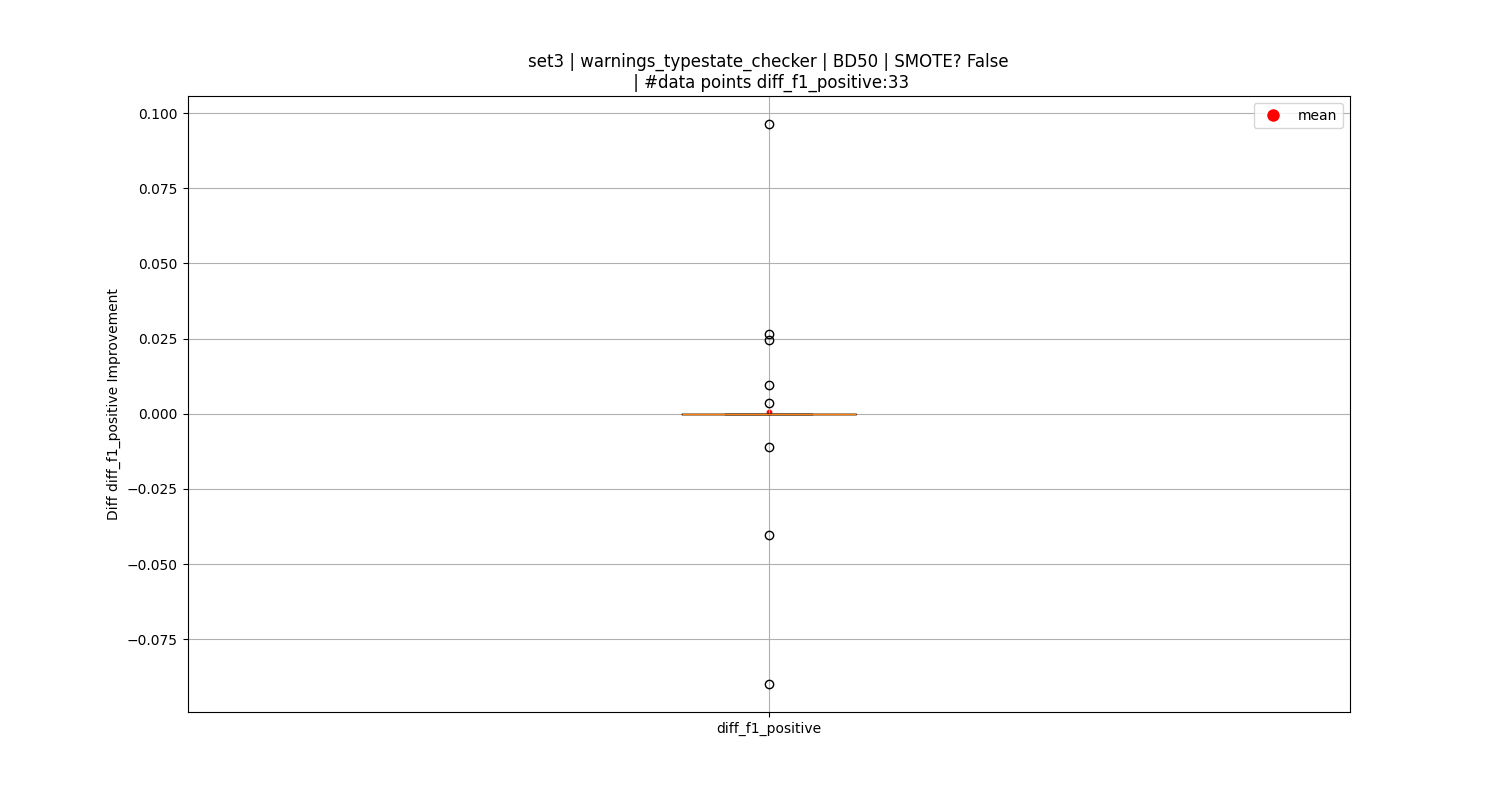 set3 | warnings_typestate_checker | BD50 | SMOTE? False
| #data points diff_f1_positive:33
mean
0.100
0.075
0.050
0.025
0.000
−0.025
−0.050
−0.075
Diff diff_f1_positive Improvement
diff_f1_positive